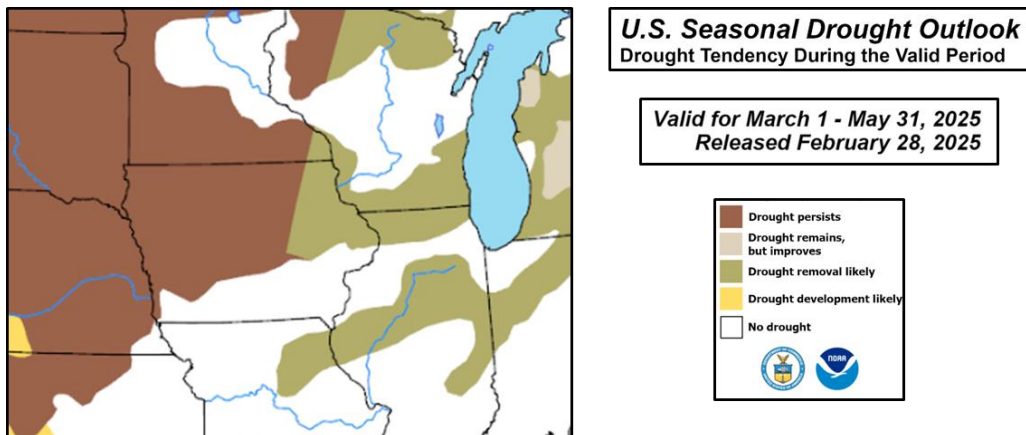 U.S. Seasonal Drought Outlook
Drought Tendency During the Valid Period
Valid for March 1 - May 31, 2025
Released February 28, 2025
Drought persists
Drought remains,
but improves
Drought removal likely
Drought development likely
No drought
NOAA